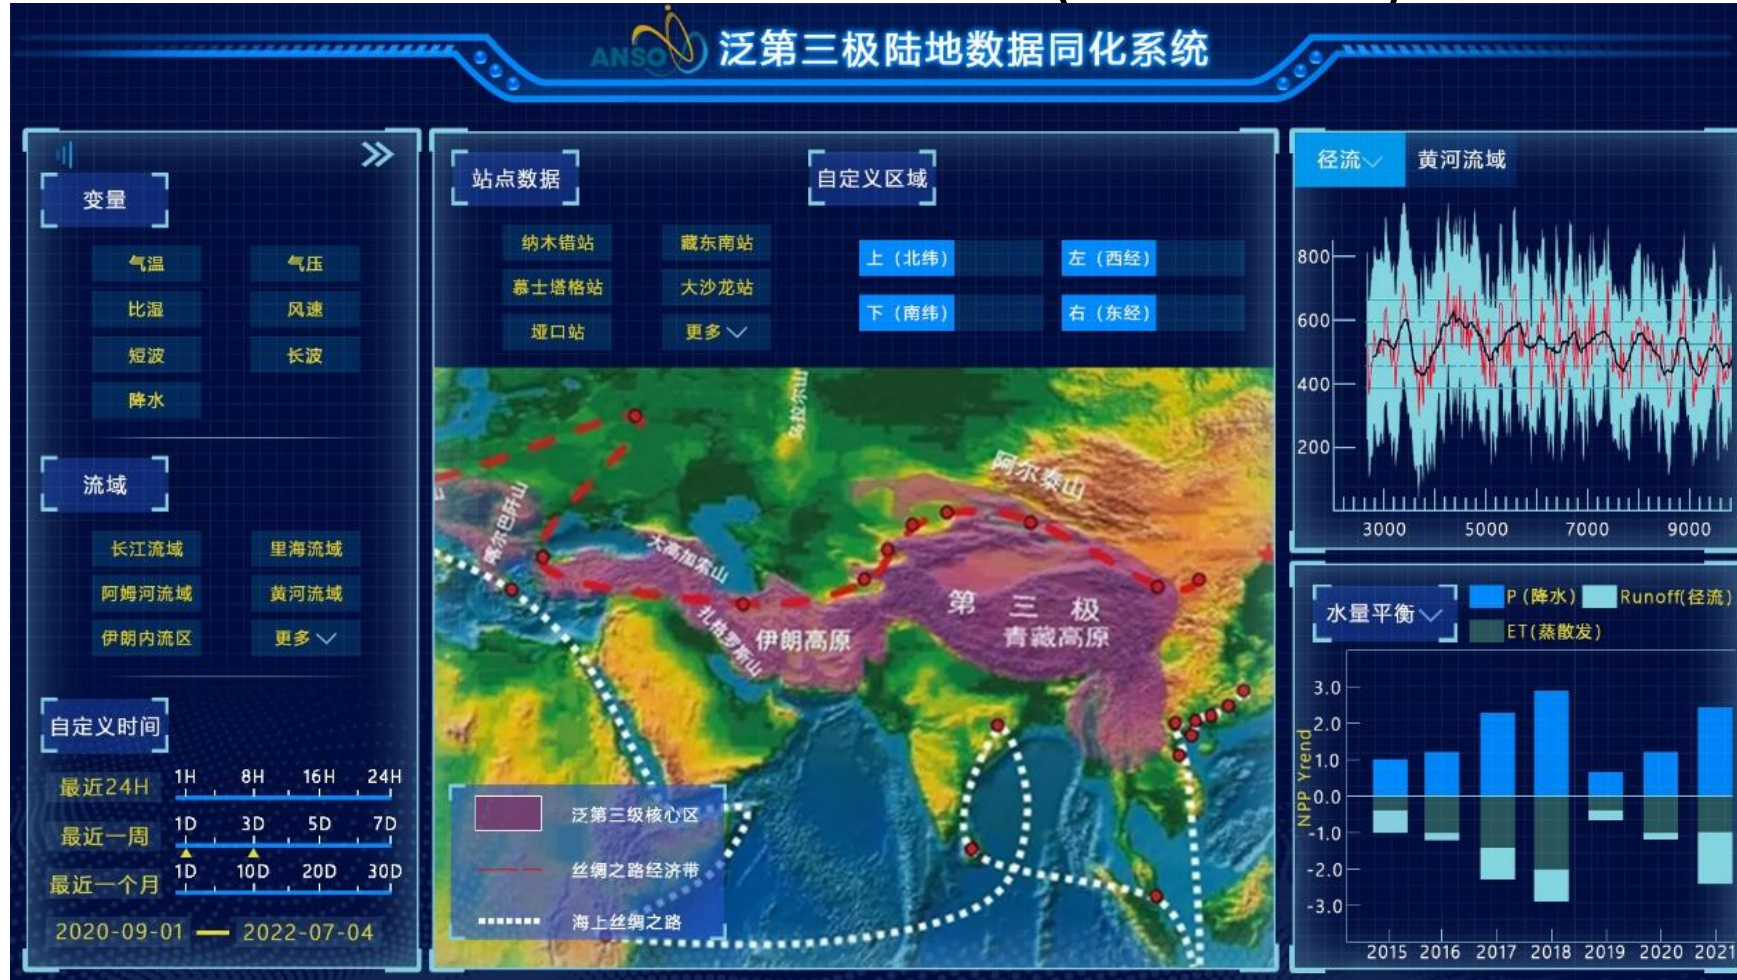 ANSO 泛第三极陆地数据同化系统
变量
气温 气压
比湿 风速
短波 长波
降水
流域
长江流域 里海流域
阿姆河流域 黄河流域
伊朗内流区 更多
自定义时间
最近24H 1H 8H 16H 24H
最近一周 1D 3D 5D 7D
最近一个月 1D 10D 20D 30D
2020-09-01 2022-07-04
站点数据 自定义区域
纳木错站 藏东南站
慕士塔格站 大沙龙站
垭口站 更多
上（北纬） 左（西经）
下（南纬） 右（东经）
乌拉尔山
阿尔泰山
喀尔巴阡山
大高加索山
扎格罗斯山
伊朗高原
第三极
青藏高原
泛第三级核心区
丝绸之路经济带
海上丝绸之路
径流 黄河流域
800
600
400
200
3000 5000 7000 9000
水量平衡
P (降水) Runoff(径流)
ET(蒸散发)
NPP Yrend
3.0
2.0
1.0
0.0
-1.0
-2.0
-3.0
2015 2016 2017 2018 2019 2020 2021